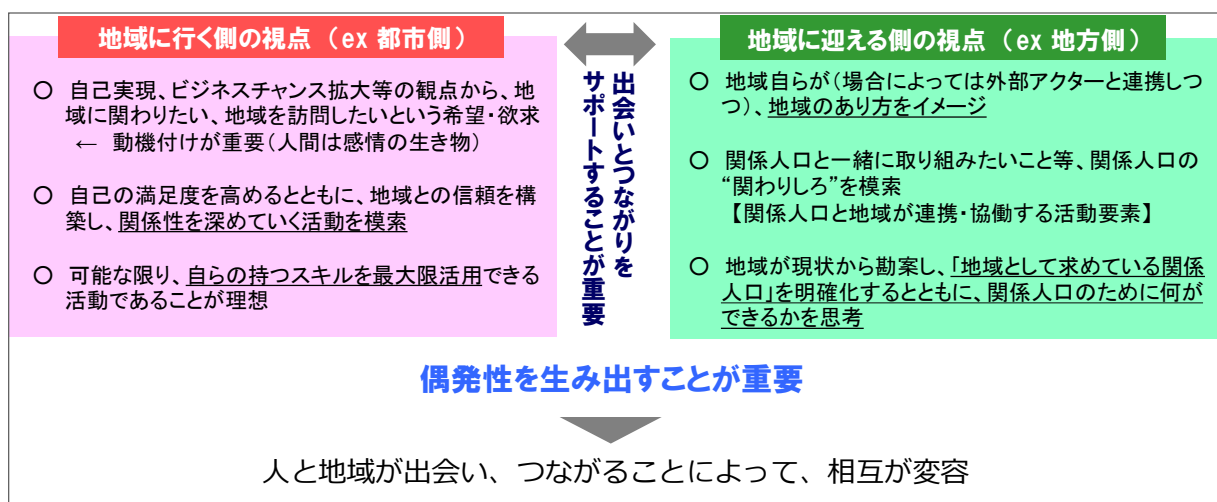 地域に行く側の視点（ex 都市側）
○ 自己実現、ビジネスチャンス拡大等の観点から、地
域に関わりたい、地域を訪問したいという希望・欲求
← 動機付けが重要（人間は感情の生き物）
○ 自己の満足度を高めるとともに、地域との信頼を構
築し、関係性を深めていく活動を模索
○ 可能な限り、自らの持つスキルを最大限活用できる
活動であることが理想
出会いとつながりを
サポートすることが重要
地域に迎える側の視点（ex 地方側）
○ 地域自らが（場合によっては外部アクターと連携しつ
つ）、地域のあり方をイメージ
○ 関係人口と一緒に取り組みたいこと等、関係人口の
“関わりしろ”を模索
【関係人口と地域が連携・協働する活動要素】
○ 地域が現状から勘案し、「地域として求めている関係
人口」を明確化するとともに、関係人口のために何が
できるかを思考
偶発性を生み出すことが重要
人と地域が出会い、つながることによって、相互が変容